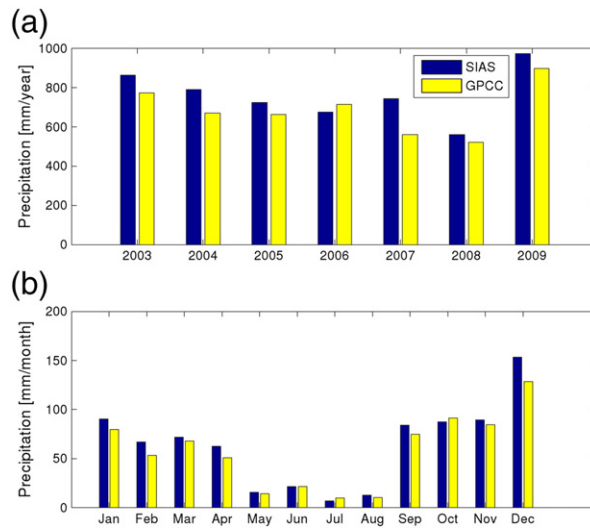 (a)
Precipitation [mm/year]
1000
800
600
400
200
0
SIAS
GPCC
2003 2004 2005 2006 2007 2008 2009
(b)
Precipitation [mm/month]
200
150
100
50
0
Jan Feb Mar Apr May Jun Jul Aug Sep Oct Nov Dec